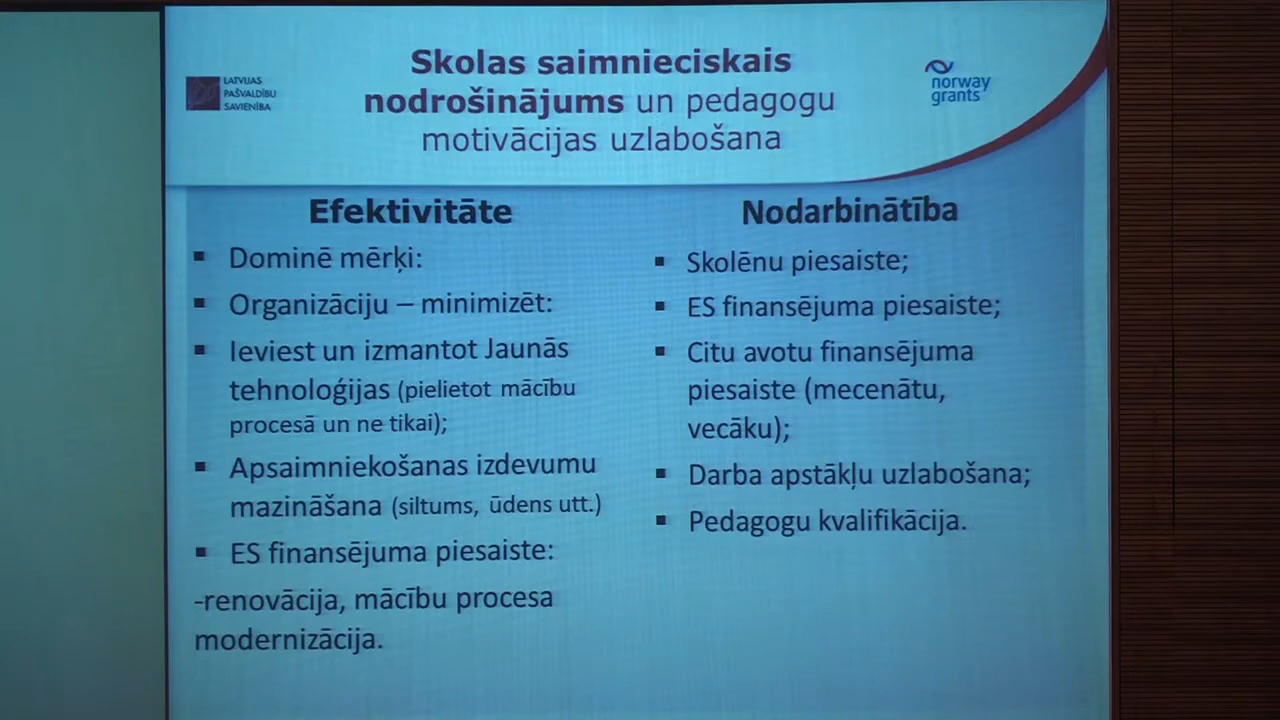 LATVIJAS
PAŠVALDĪBU
SAVIENĪBA
Skolas saimnieciskais
nodrošinājums un pedagogu
motivācijas uzlabošana
norway
grants
Efektivitāte
▪ Dominē mērķi:
▪ Organizāciju – minimizēt:
▪ Ieviest un izmantot Jaunās
tehnoloģijas (pielietot mācību
procesā un ne tikai);
▪ Apsaimniekošanas izdevumu
mazināšana (siltums, ūdens utt.)
▪ ES finansējuma piesaiste:
-renovācija, mācību procesa
modernizācija.
Nodarbinātība
▪ Skolēnu piesaiste;
▪ ES finansējuma piesaiste;
▪ Citu avotu finansējuma
piesaiste (mecenātu,
vecāku);
▪ Darba apstākļu uzlabošana;
▪ Pedagogu kvalifikācija.